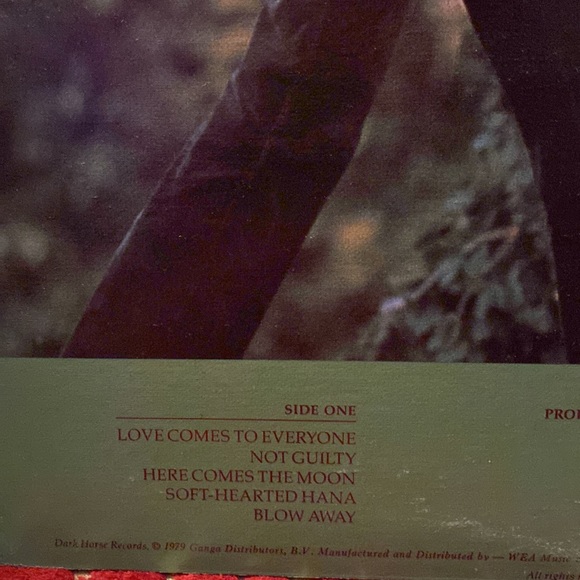 SIDE ONE
PROD
LOVE COMES TO EVERYONE
NOT GUILTY
HERE COMES THE MOON
SOFT-HEARTED HANA
BLOW AWAY
Dark Horse Records, © 1979 Ganga Distributors, B.V. Manufactured and Distributed by — WEA Music
All rights